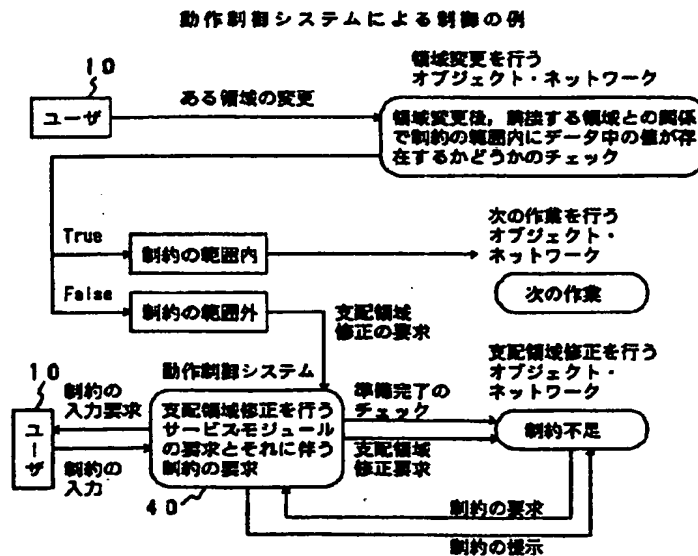 動作制御システムによる制御の例
領域変更を行う
オブジェクト・ネットワーク
10
ユーザ
ある領域の変更
領域変更後，隣接する領域との関係
で制約の範囲内にデータ中の値が存
在するかどうかのチェック
True
制約の範囲内
次の作業を行う
オブジェクト・
ネットワーク
次の作業
False
制約の範囲外
支配領域
修正の要求
10
ユーザ
制約の
入力要求
制約の
入力
動作制御システム
支配領域修正を行う
サービスモジュール
の要求とそれに伴う
制約の要求
40
準備完了の
チェック
支配領域
修正要求
支配領域修正を行う
オブジェクト・
ネットワーク
制約不足
制約の要求
制約の提示